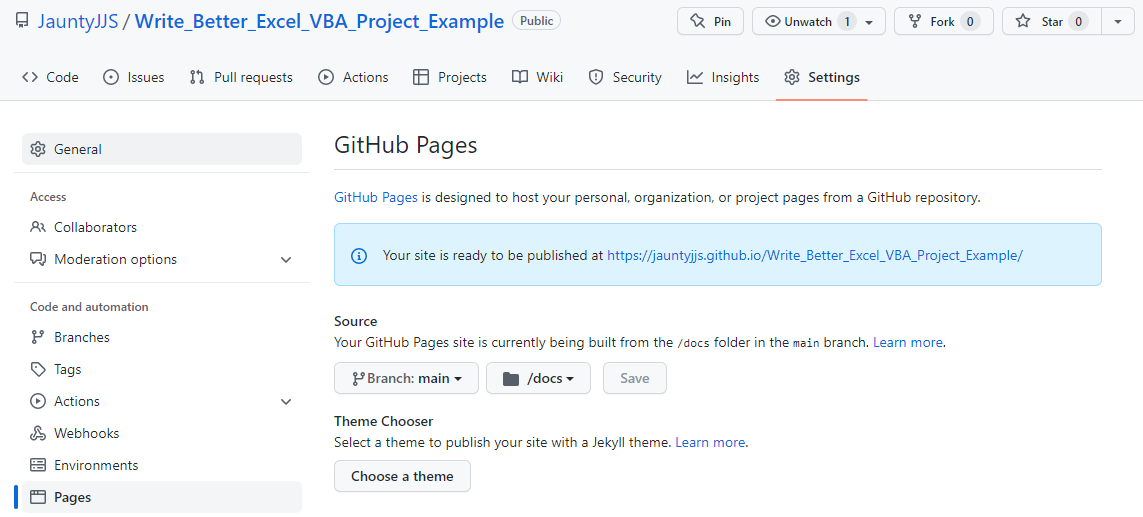 JauntyJJS / Write_Better_Excel_VBA_Project_Example Public Pin Unwatch 1 Fork 0 Star 0
Code Issues Pull requests Actions Projects Wiki Security Insights Settings
General
Access
Collaborators
Moderation options
Code and automation
Branches
Tags
Actions
Webhooks
Environments
Pages
GitHub Pages
GitHub Pages is designed to host your personal, organization, or project pages from a GitHub repository.
Your site is ready to be published at https://jauntyjjs.github.io/Write_Better_Excel_VBA_Project_Example/
Source
Your GitHub Pages site is currently being built from the /docs folder in the main branch. Learn more.
Branch: main /docs Save
Theme Chooser
Select a theme to publish your site with a Jekyll theme. Learn more.
Choose a theme